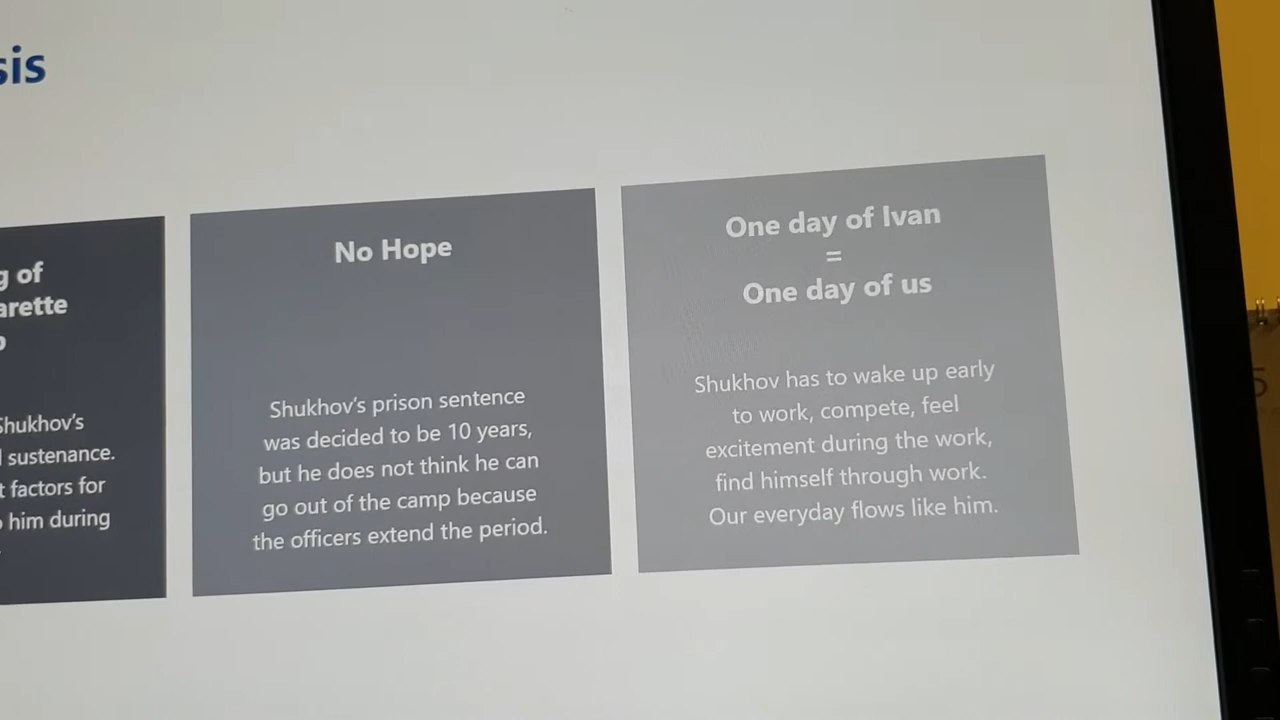 sis
g of
arette
Shukhov's
sustenance.
t factors for
him during
No Hope
Shukhov's prison sentence
was decided to be 10 years,
but he does not think he can
go out of the camp because
the officers extend the period.
One day of Ivan
=
One day of us
Shukhov has to wake up early
to work, compete, feel
excitement during the work,
find himself through work.
Our everyday flows like him.